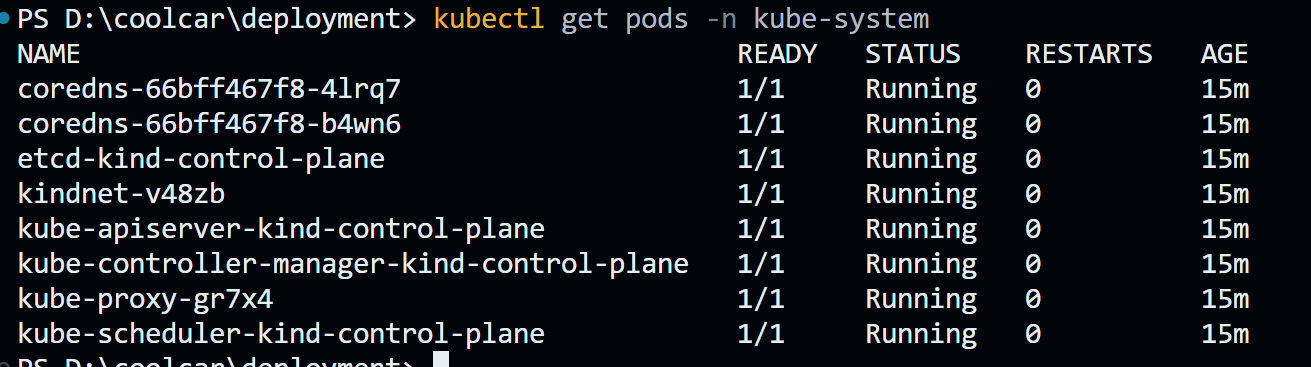 PS D:\coolcar\deployment> kubectl get pods -n kube-system
NAME READY STATUS RESTARTS AGE
coredns-66bff467f8-4lrq7 1/1 Running 0 15m
coredns-66bff467f8-b4wn6 1/1 Running 0 15m
etcd-kind-control-plane 1/1 Running 0 15m
kindnet-v48zb 1/1 Running 0 15m
kube-apiserver-kind-control-plane 1/1 Running 0 15m
kube-controller-manager-kind-control-plane 1/1 Running 0 15m
kube-proxy-gr7x4 1/1 Running 0 15m
kube-scheduler-kind-control-plane 1/1 Running 0 15m
PS D:\coolcar\deployment>